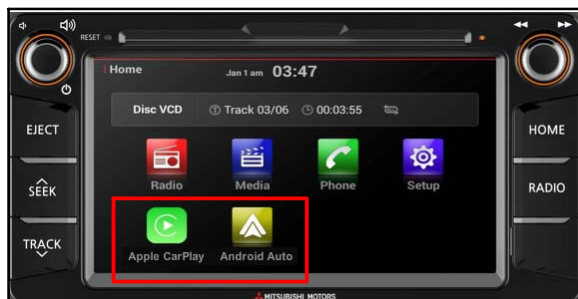 RESET
Home
Jan 1 am 03:47
Disc VCD
Track 03/06
00:03:55
EJECT
HOME
Radio
Media
Phone
Setup
SEEK
RADIO
TRACK
Apple CarPlay
Android Auto
MITSUBISHI MOTORS